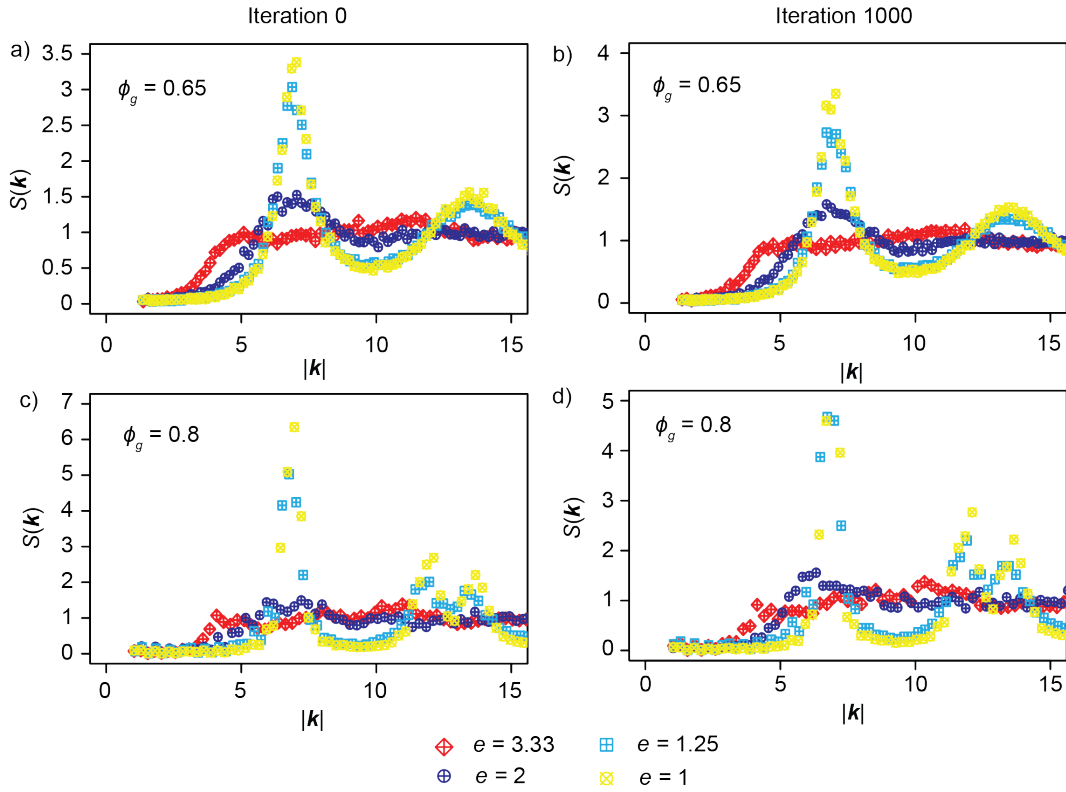 Iteration 0
Iteration 1000
a)
ϕg = 0.65
S(k)
3.5
3
2.5
2
1.5
1
0.5
0
0
5
10
15
|k|
b)
ϕg = 0.65
S(k)
4
3
2
1
0
0
5
10
15
|k|
c)
ϕg = 0.8
S(k)
7
6
5
4
3
2
1
0
0
5
10
15
|k|
d)
ϕg = 0.8
S(k)
5
4
3
2
1
0
0
5
10
15
|k|
e = 3.33
e = 1.25
e = 2
e = 1